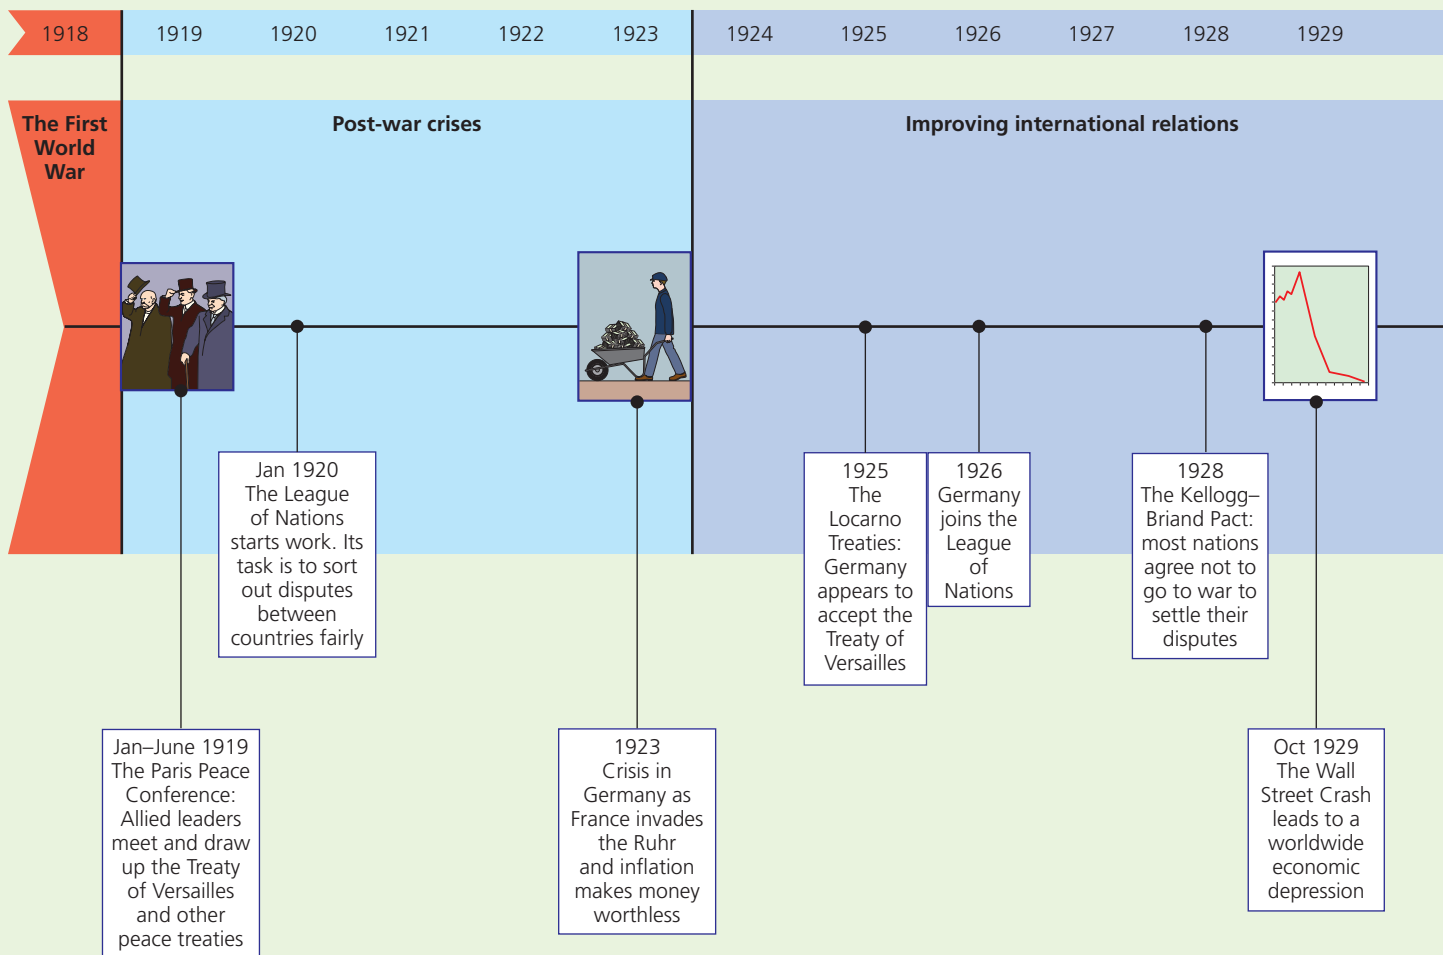 1918 1919 1920 1921 1922 1923 1924 1925 1926 1927 1928 1929
The First
World
War
Post-war crises
Improving international relations
Jan–June 1919
The Paris Peace
Conference:
Allied leaders
meet and draw
up the Treaty
of Versailles
and other
peace treaties
Jan 1920
The League
of Nations
starts work. Its
task is to sort
out disputes
between
countries fairly
1923
Crisis in
Germany as
France invades
the Ruhr
and inflation
makes money
worthless
1925
The
Locarno
Treaties:
Germany
appears to
accept the
Treaty of
Versailles
1926
Germany
joins the
League
of
Nations
1928
The Kellogg–
Briand Pact:
most nations
agree not to
go to war to
settle their
disputes
Oct 1929
The Wall
Street Crash
leads to a
worldwide
economic
depression